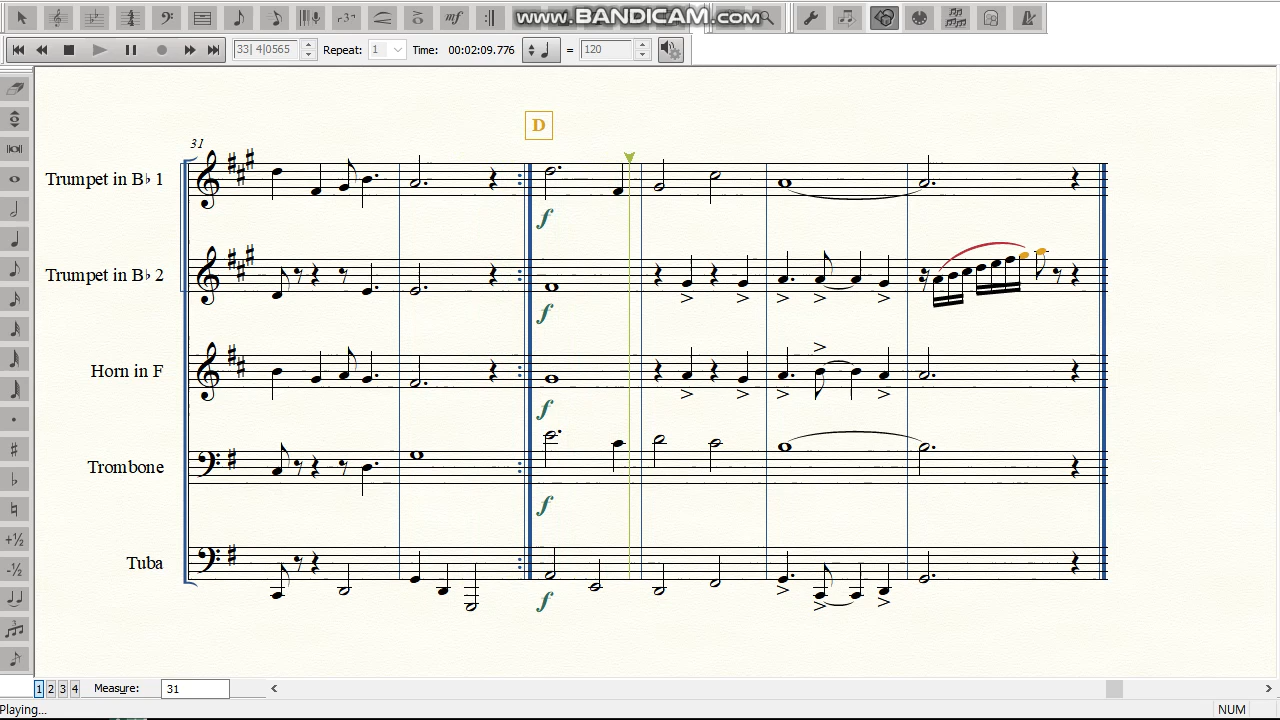 www.BANDICAM.com
33| 4|0565 Repeat: 1 Time: 00:02:09.776 = 120
D
31
Trumpet in B♭ 1
f
Trumpet in B♭ 2
f
Horn in F
f
Trombone
f
Tuba
f
1 2 3 4 Measure: 31
Playing... NUM